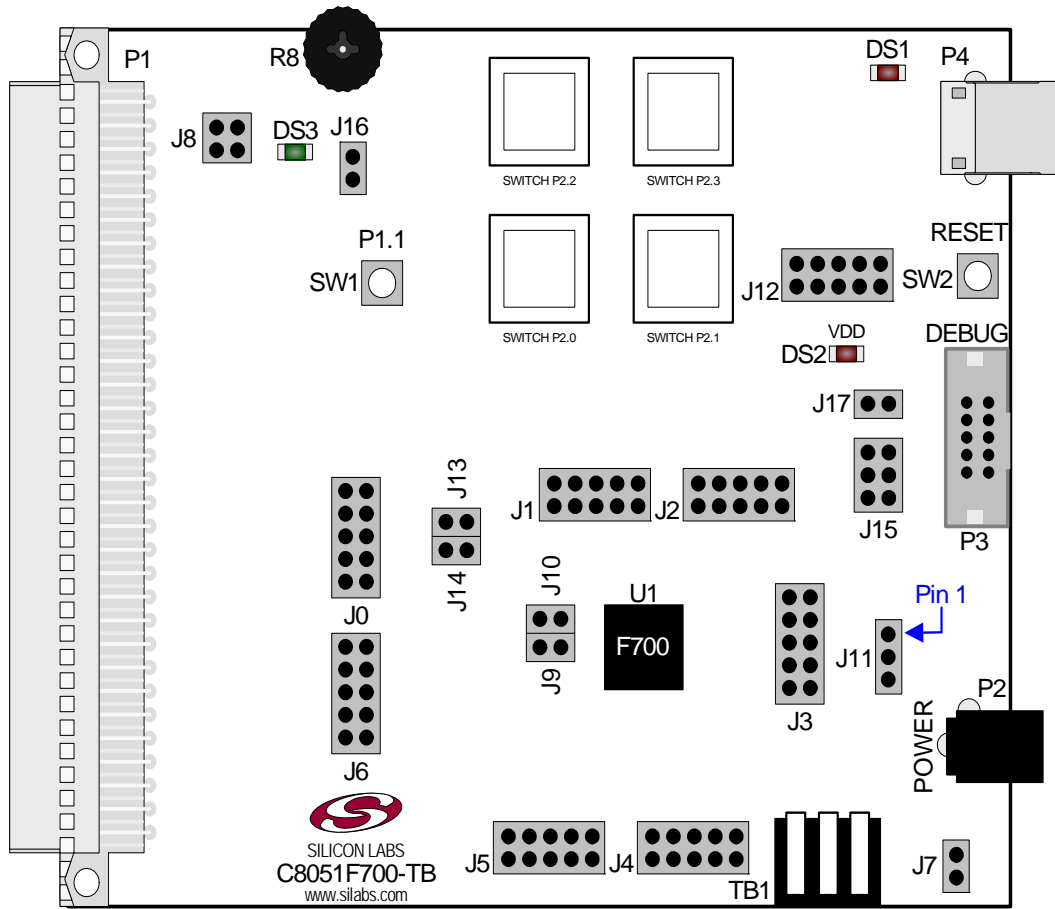 P1
R8
DS1
P4
J8
DS3
J16
SWITCH P2.2
SWITCH P2.3
P1.1
SW1
RESET
SW2
J12
SWITCH P2.0
SWITCH P2.1
VDD
DS2
DEBUG
J17
J13
J1
J2
J15
P3
J14
J10
U1
F700
Pin 1
J0
J9
J11
J3
P2
POWER
J6
SILICON LABS
C8051F700-TB
www.silabs.com
J5
J4
TB1
J7